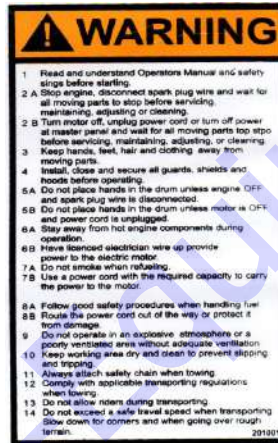 WARNING
1 Read and understand Operators Manual and safety
sings before starting.
2 A Stop engine, disconnect spark plug wire and wait for
all moving parts to stop before servicing,
maintaining, adjusting or cleaning.
2 B Turn motor off, unplug power cord or turn off power
at master panel and wait for all moving parts top stpo
before servicing, maintaining, adjusting, or cleaning.
3 Keep hands, feet, hair and clothing away from
moving parts.
4 Install, close and secure all guards, shields and
hoods before operating.
5A Do not place hands in the drum unless engine OFF
and spark plug wire is disconnected.
5B Do not place hands in the drum unless motor is OFF
and power cord is unplugged.
6A Stay away from hot engine components during
operation.
6B Have licenced electrician wire up provide
power to the electric motor.
7A Do not smoke when refueling.
7B Use a power cord with the required capacity to carry
the power to the motor.
8A Follow good safety procedures when handling fuel
8B Route the power cord out of the way or protect it
from damage.
9 Do not operate in an explosive atmosphere or a
poorly ventilated area without adequate ventilation
10 Keep working area dry and clean to prevent slipping
and tripping.
11 Always attach safety chain when towing.
12 Comply with applicable transporting regulations
when towing.
13 Do not allow riders during transporting
14 Do not exceed a safe travel speed when transporting
Slow down for corners and when going over rough
terrain.